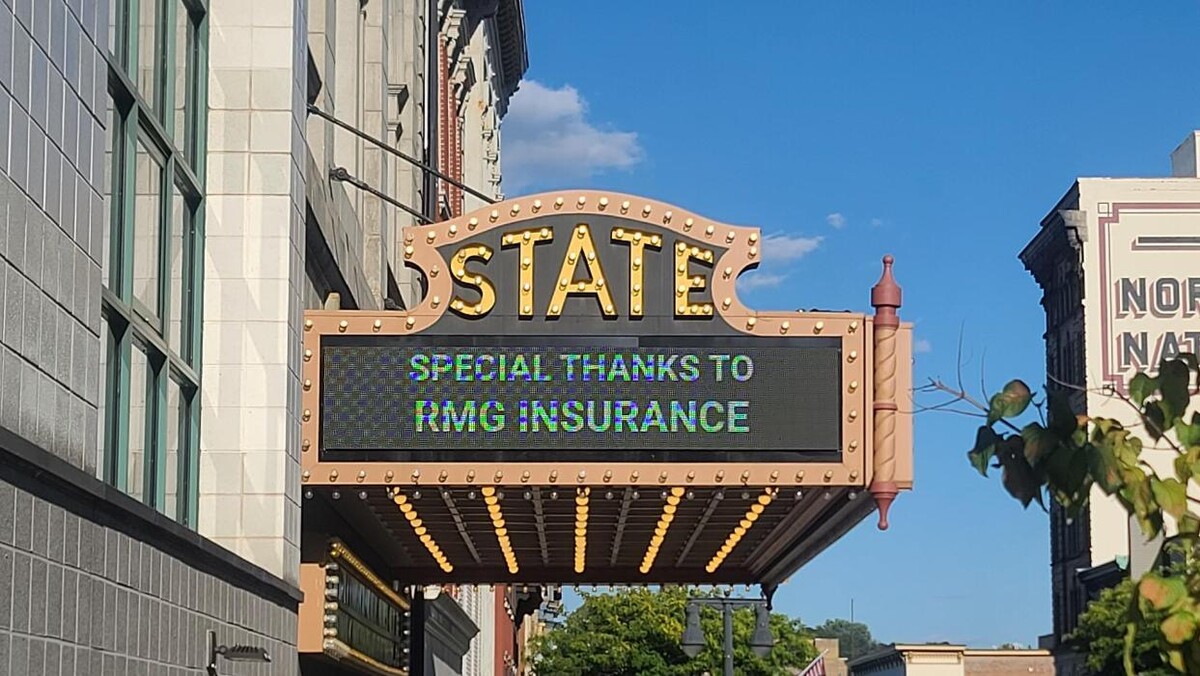 STATE
SPECIAL THANKS TO
RMG INSURANCE